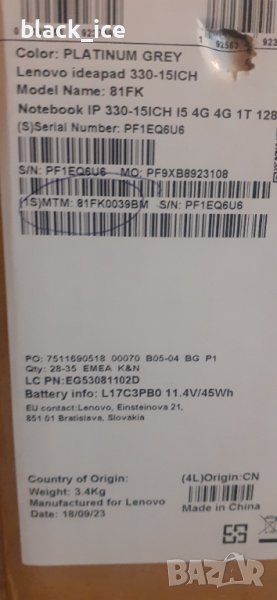 black_ice
Color: PLATINUM GREY
Lenovo ideapad 330-15ICH
Model Name: 81FK
Notebook IP 330-15ICH I5 4G 4G 1T 128
(S)Serial Number: PF1EQ6U6
S/N: PF1EQ6U6 MO: PF9XB8923108
(1S)MTM: 81FK0039BM S/N: PF1EQ6U6
PO: 7511690518 00070 B05-04 BG P1
Qty: 28-35 EMEA K&N
LC PN:EG53081102D
Battery info: L17C3PB0 11.4V/45Wh
EU contact:Lenovo, Einsteinova 21,
851 01 Bratislava, Slovakia
Country of Origin: (4L)Origin:CN
Weight: 3.4Kg
Manufactured for Lenovo Made in China
Date: 18/09/23
BAZAR